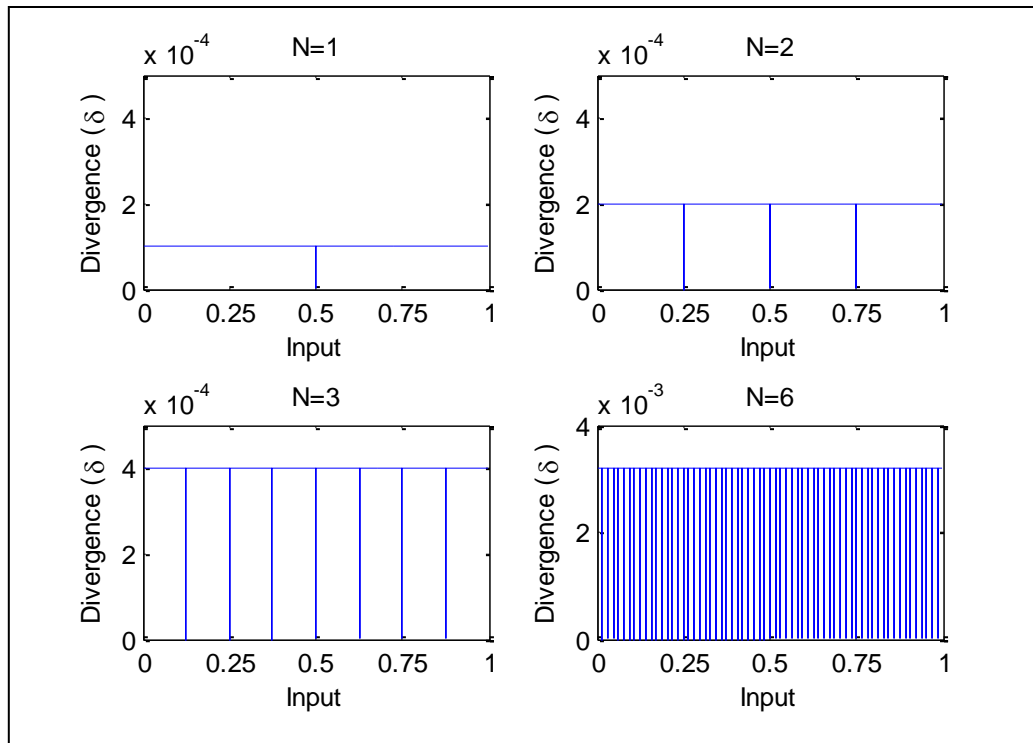 x 10^-4
N=1
Divergence (δ)
4
2
0
0 0.25 0.5 0.75 1
Input
x 10^-4
N=2
Divergence (δ)
4
2
0
0 0.25 0.5 0.75 1
Input
x 10^-4
N=3
Divergence (δ)
4
2
0
0 0.25 0.5 0.75 1
Input
x 10^-3
N=6
Divergence (δ)
4
2
0
0 0.25 0.5 0.75 1
Input